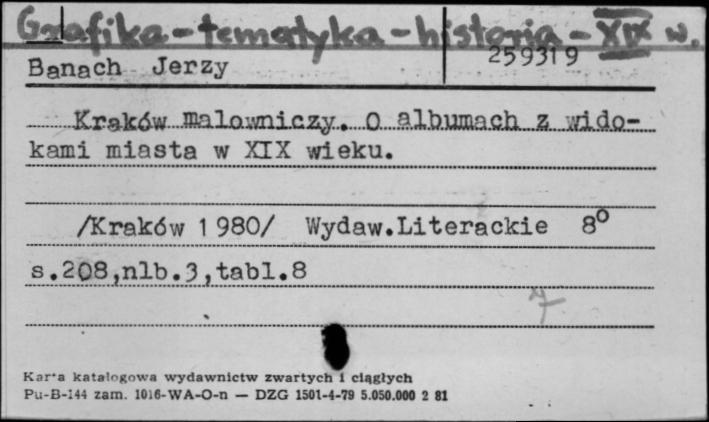 Grafika - tematyka - historia - XIX w.
259319
Banach Jerzy
Kraków malowniczy. O albumach z wido-
kami miasta w XIX wieku.
/Kraków 1980/ Wydaw.Literackie 8º
s.208,nlb.3,tabl.8
7
Karta katalogowa wydawnictw zwartych i ciągłych
Pu-B-144 zam. 1016-WA-O-n — DZG 1501-4-79 5.050.000 2 81